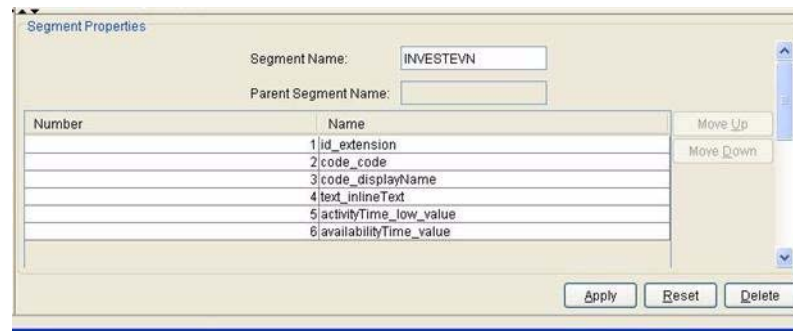 Segment Properties
Segment Name: INVESTEVN
Parent Segment Name:
Number Name Move Up
1 id_extension Move Down
2 code_code
3 code_displayName
4 text_inlineText
5 activityTime_low_value
6 availabilityTime_value
Apply Reset Delete